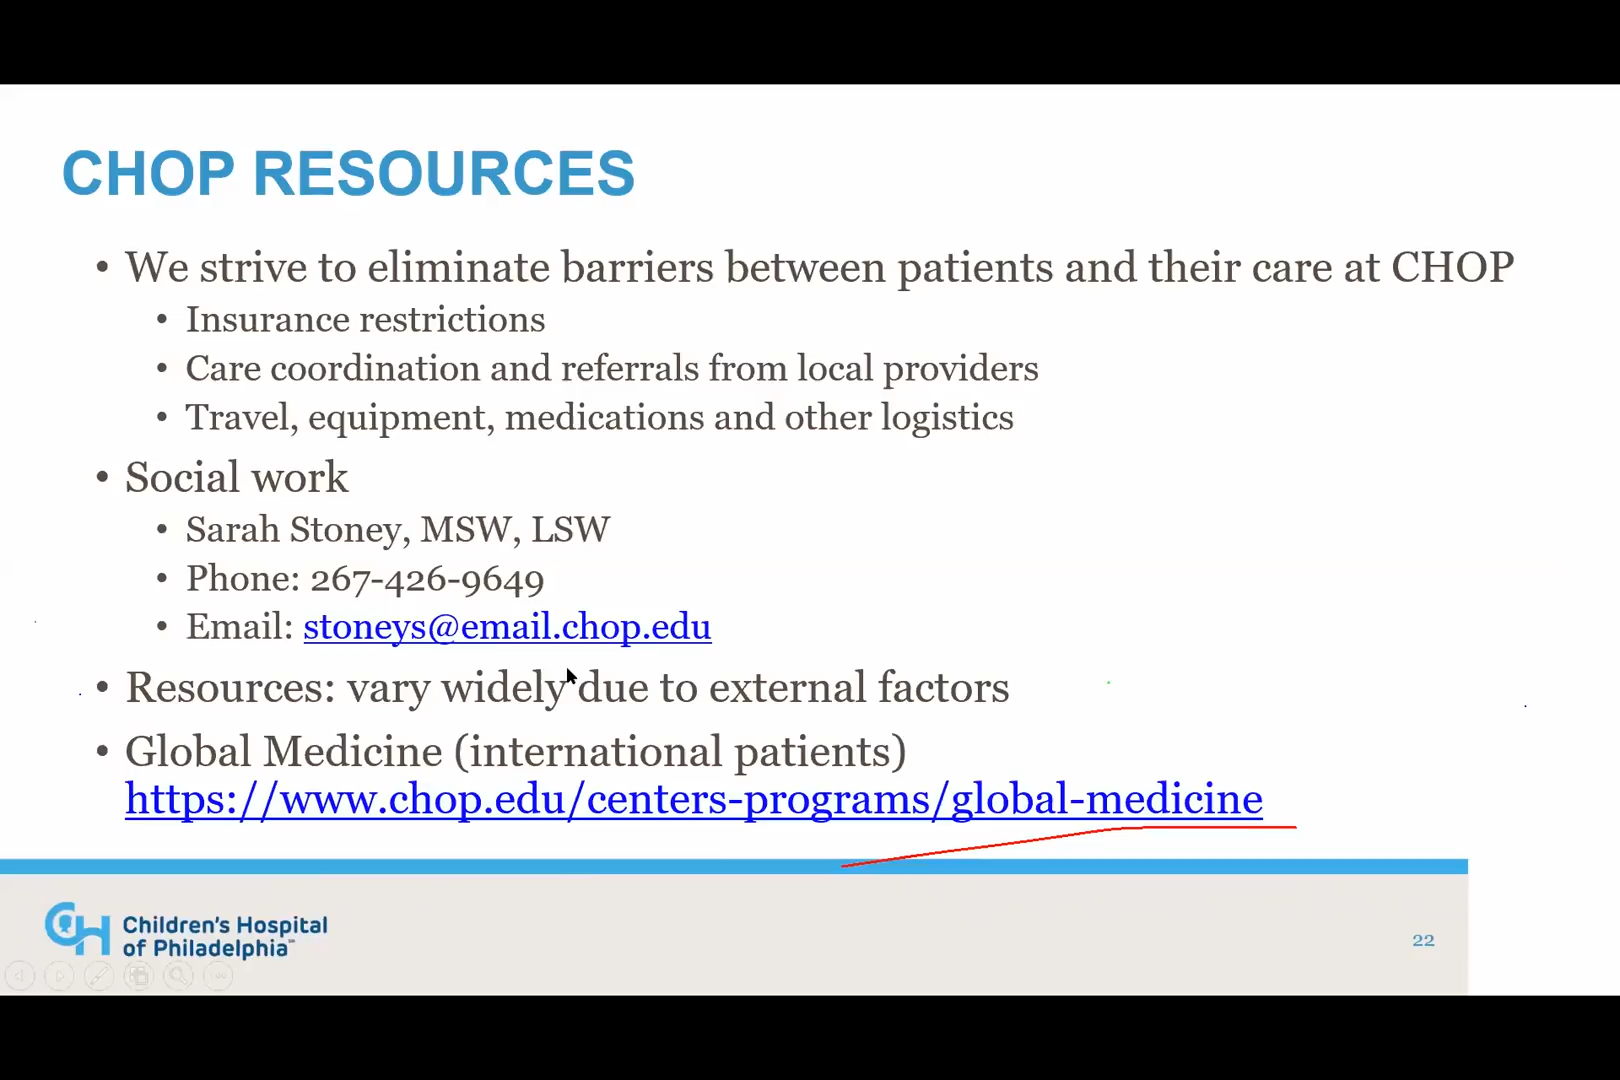 CHOP RESOURCES
• We strive to eliminate barriers between patients and their care at CHOP
• Insurance restrictions
• Care coordination and referrals from local providers
• Travel, equipment, medications and other logistics
• Social work
• Sarah Stoney, MSW, LSW
• Phone: 267-426-9649
• Email: stoneys@email.chop.edu
• Resources: vary widely due to external factors
• Global Medicine (international patients)
https://www.chop.edu/centers-programs/global-medicine
CH Children's Hospital
of Philadelphia℠
22